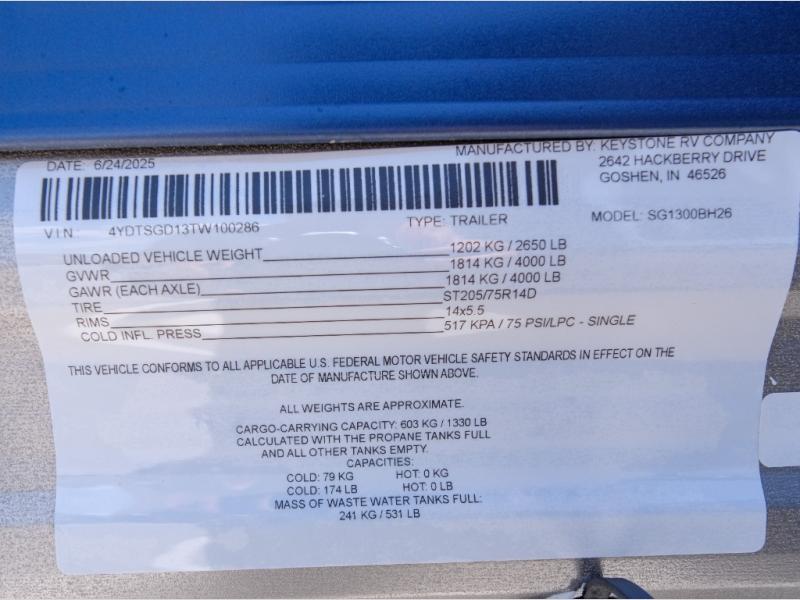 DATE: 6/24/2025
MANUFACTURED BY: KEYSTONE RV COMPANY
2642 HACKBERRY DRIVE
GOSHEN, IN 46526
V.I.N.: 4YDTSGD13TW100286 TYPE: TRAILER MODEL: SG1300BH26
UNLOADED VEHICLE WEIGHT 1202 KG / 2650 LB
GVWR 1814 KG / 4000 LB
GAWR (EACH AXLE) 1814 KG / 4000 LB
TIRE ST205/75R14D
RIMS 14x5.5
COLD INFL. PRESS 517 KPA / 75 PSI/LPC - SINGLE
THIS VEHICLE CONFORMS TO ALL APPLICABLE U.S. FEDERAL MOTOR VEHICLE SAFETY STANDARDS IN EFFECT ON THE
DATE OF MANUFACTURE SHOWN ABOVE.
ALL WEIGHTS ARE APPROXIMATE.
CARGO-CARRYING CAPACITY: 603 KG / 1330 LB
CALCULATED WITH THE PROPANE TANKS FULL
AND ALL OTHER TANKS EMPTY.
CAPACITIES:
COLD: 79 KG HOT: 0 KG
COLD: 174 LB HOT: 0 LB
MASS OF WASTE WATER TANKS FULL:
241 KG / 531 LB